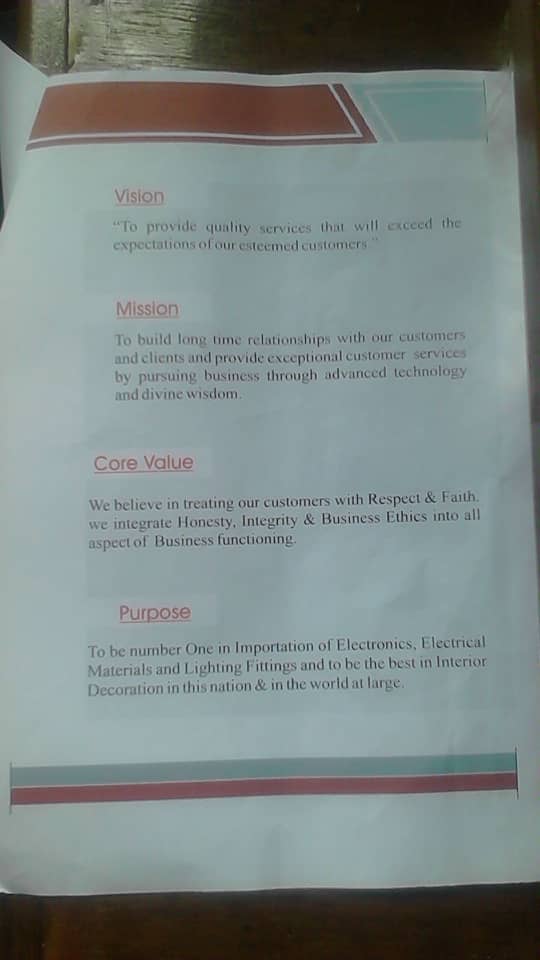 Vision
"To provide quality services that will exceed the
expectations of our esteemed customers."
Mission
To build long time relationships with our customers
and clients and provide exceptional customer services
by pursuing business through advanced technology
and divine wisdom.
Core Value
We believe in treating our customers with Respect & Faith.
we integrate Honesty, Integrity & Business Ethics into all
aspect of Business functioning.
Purpose
To be number One in Importation of Electronics, Electrical
Materials and Lighting Fittings and to be the best in Interior
Decoration in this nation & in the world at large.